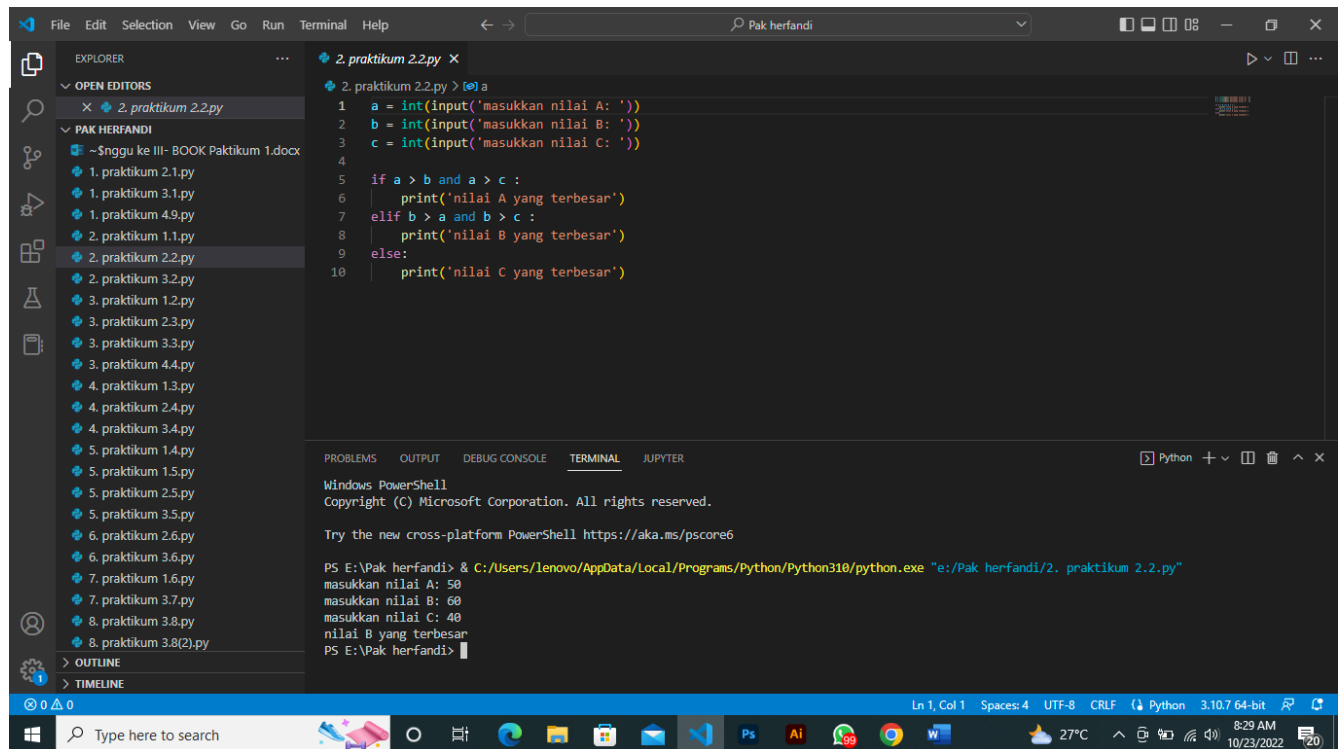 File Edit Selection View Go Run Terminal Help
Pak herfandi
EXPLORER
OPEN EDITORS
2. praktikum 2.2.py
PAK HERFANDI
~$nggu ke III- BOOK Paktikum 1.docx
1. praktikum 2.1.py
1. praktikum 3.1.py
1. praktikum 4.9.py
2. praktikum 1.1.py
2. praktikum 2.2.py
2. praktikum 3.2.py
3. praktikum 1.2.py
3. praktikum 2.3.py
3. praktikum 3.3.py
3. praktikum 4.4.py
4. praktikum 1.3.py
4. praktikum 2.4.py
4. praktikum 3.4.py
5. praktikum 1.4.py
5. praktikum 1.5.py
5. praktikum 2.5.py
5. praktikum 3.5.py
6. praktikum 2.6.py
6. praktikum 3.6.py
7. praktikum 1.6.py
7. praktikum 3.7.py
8. praktikum 3.8.py
8. praktikum 3.8(2).py
OUTLINE
TIMELINE
2. praktikum 2.2.py
2. praktikum 2.2.py > a
1 a = int(input('masukkan nilai A: '))
2 b = int(input('masukkan nilai B: '))
3 c = int(input('masukkan nilai C: '))
4
5 if a > b and a > c :
6 print('nilai A yang terbesar')
7 elif b > a and b > c :
8 print('nilai B yang terbesar')
9 else:
10 print('nilai C yang terbesar')
PROBLEMS OUTPUT DEBUG CONSOLE TERMINAL JUPYTER
Python
Windows PowerShell
Copyright (C) Microsoft Corporation. All rights reserved.
Try the new cross-platform PowerShell https://aka.ms/pscore6
PS E:\Pak herfandi> & C:/Users/lenovo/AppData/Local/Programs/Python/Python310/python.exe "e:/Pak herfandi/2. praktikum 2.2.py"
masukkan nilai A: 50
masukkan nilai B: 60
masukkan nilai C: 40
nilai B yang terbesar
PS E:\Pak herfandi>
1
0 0
Ln 1, Col 1 Spaces: 4 UTF-8 CRLF Python 3.10.7 64-bit
Type here to search
Ps Ai 99 W
27°C
8:29 AM
10/23/2022
20